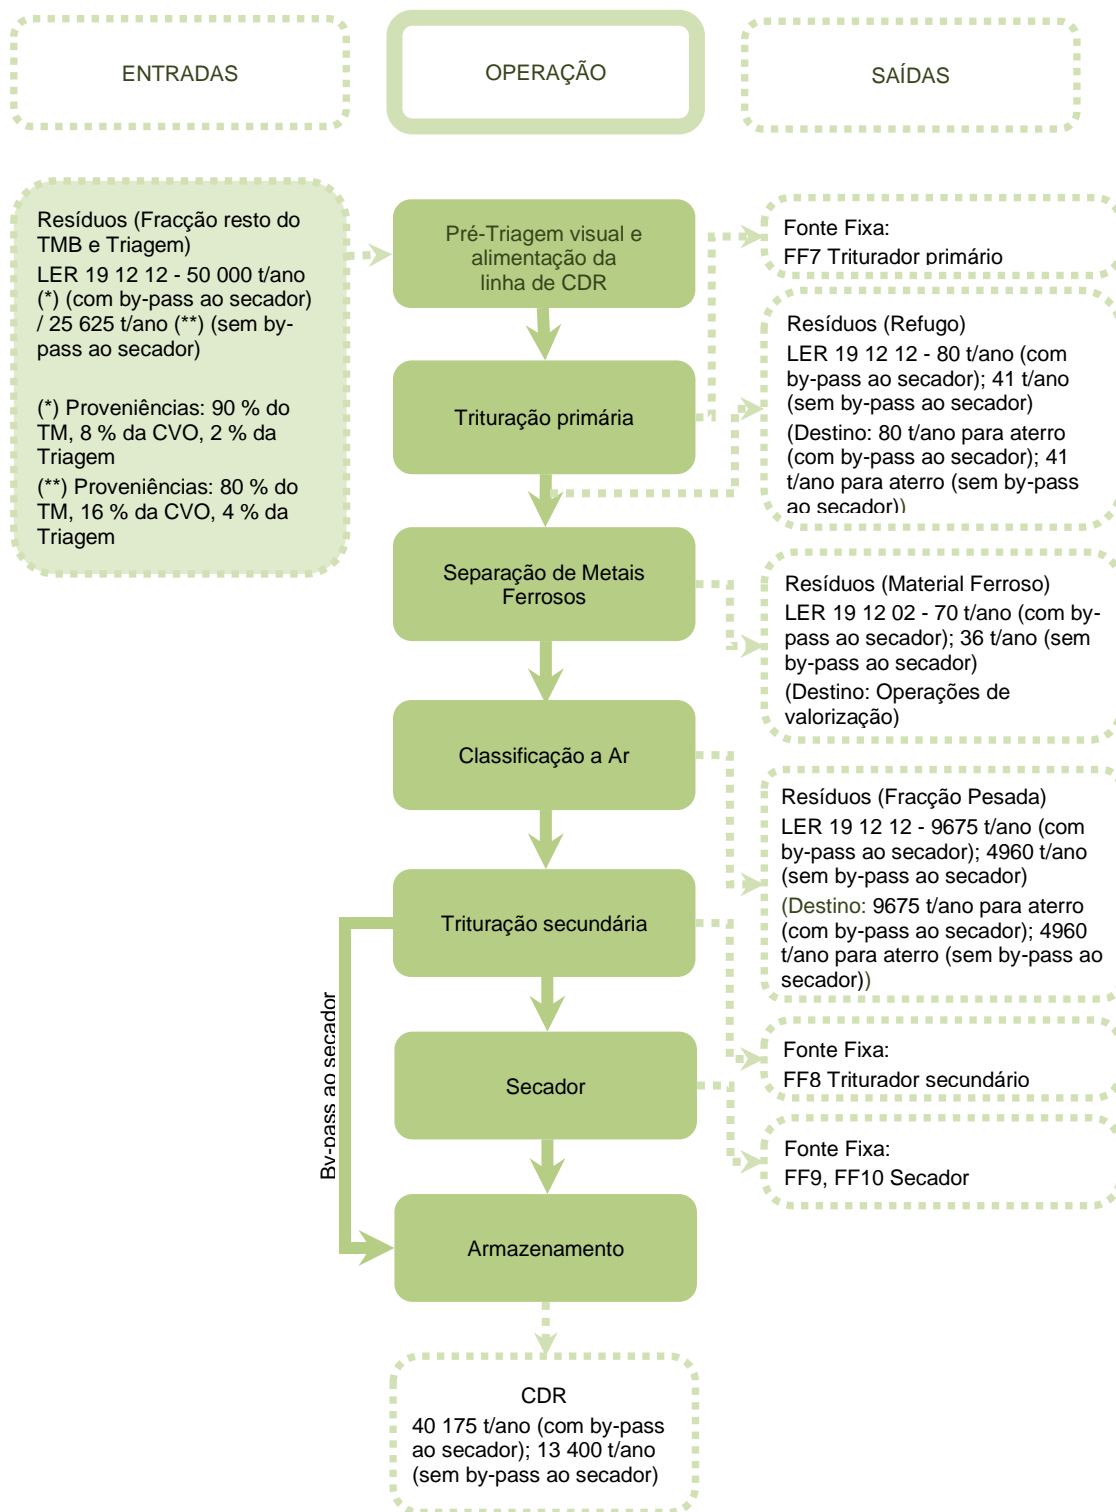 ENTRADAS
OPERAÇÃO
SAÍDAS
Resíduos (Fracção resto do
TMB e Triagem)
LER 19 12 12 - 50 000 t/ano
(*) (com by-pass ao secador)
/ 25 625 t/ano (**) (sem by-
pass ao secador)
(*) Proveniências: 90 % do
TM, 8 % da CVO, 2 % da
Triagem
(**) Proveniências: 80 % do
TM, 16 % da CVO, 4 % da
Triagem
Pré-Triagem visual e
alimentação da
linha de CDR
Fonte Fixa:
FF7 Triturador primário
Trituração primária
Resíduos (Refugo)
LER 19 12 12 - 80 t/ano (com
by-pass ao secador); 41 t/ano
(sem by-pass ao secador)
(Destino: 80 t/ano para aterro
(com by-pass ao secador); 41
t/ano para aterro (sem by-pass
ao secador))
Separação de Metais
Ferrosos
Resíduos (Material Ferroso)
LER 19 12 02 - 70 t/ano (com by-
pass ao secador); 36 t/ano (sem
by-pass ao secador)
(Destino: Operações de
valorização)
Classificação a Ar
Resíduos (Fracção Pesada)
LER 19 12 12 - 9675 t/ano (com
by-pass ao secador); 4960 t/ano
(sem by-pass ao secador)
(Destino: 9675 t/ano para aterro
(com by-pass ao secador); 4960
t/ano para aterro (sem by-pass ao
secador))
Trituração secundária
By-pass ao secador
Fonte Fixa:
FF8 Triturador secundário
Secador
Fonte Fixa:
FF9, FF10 Secador
Armazenamento
CDR
40 175 t/ano (com by-pass
ao secador); 13 400 t/ano
(sem by-pass ao secador)